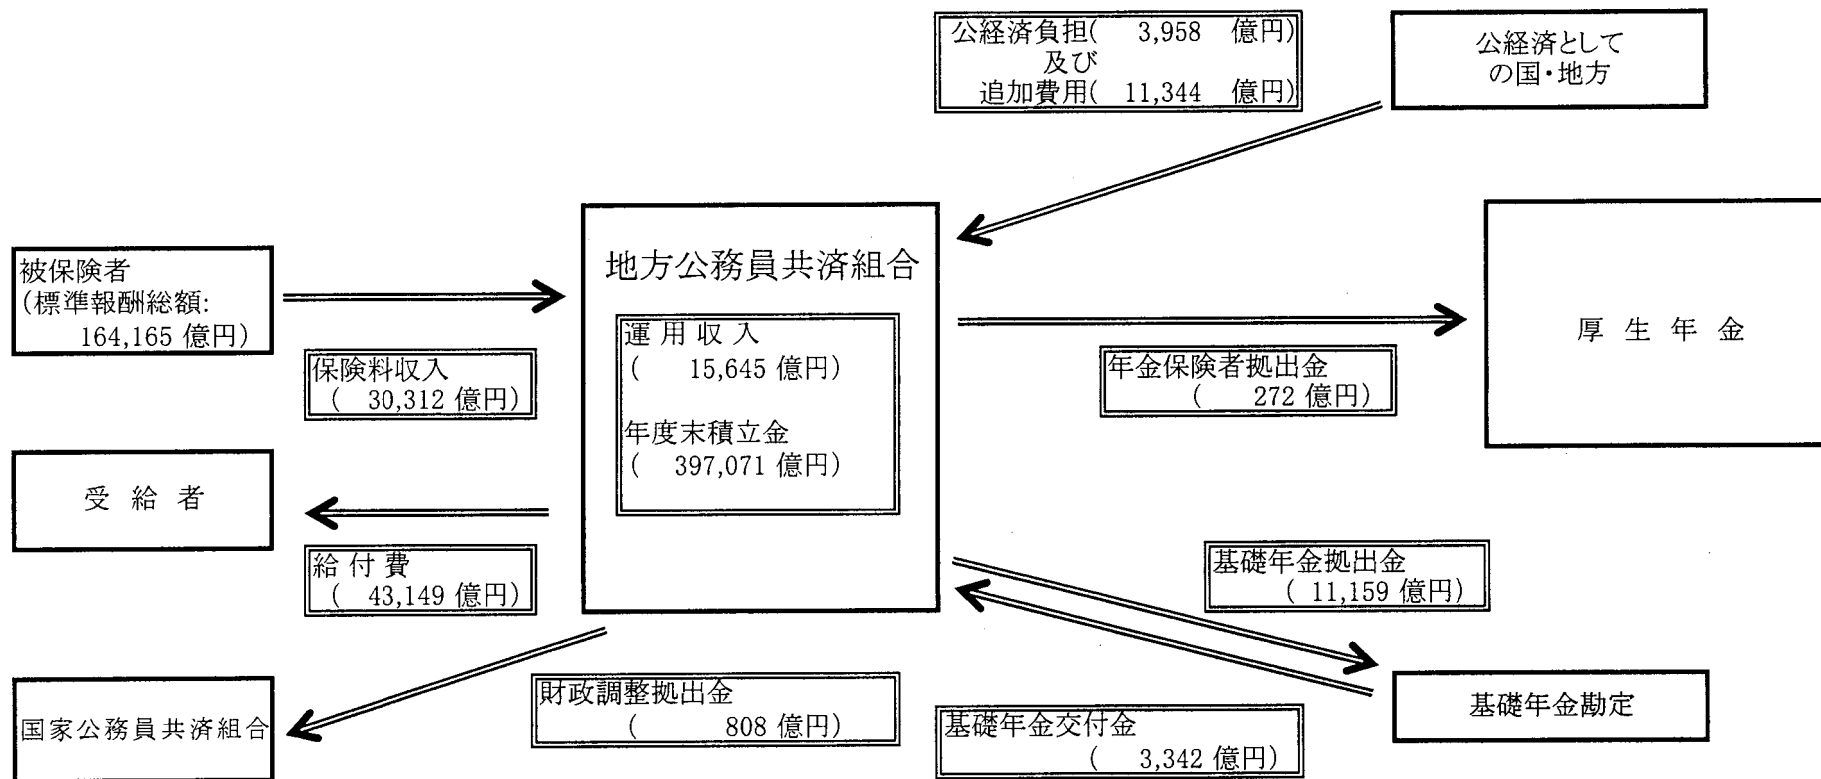 公経済負担( 3,958 億円)
及び
追加費用( 11,344 億円)
公経済として
の国・地方
被保険者
(標準報酬総額:
164,165 億円)
保険料収入
( 30,312 億円)
地方公務員共済組合
運 用 収 入
( 15,645 億円)
年度末積立金
( 397,071 億円)
年金保険者拠出金
( 272 億円)
厚 生 年 金
受 給 者
給 付 費
( 43,149 億円)
基礎年金拠出金
( 11,159 億円)
国家公務員共済組合
財政調整拠出金
( 808 億円)
基礎年金交付金
( 3,342 億円)
基礎年金勘定